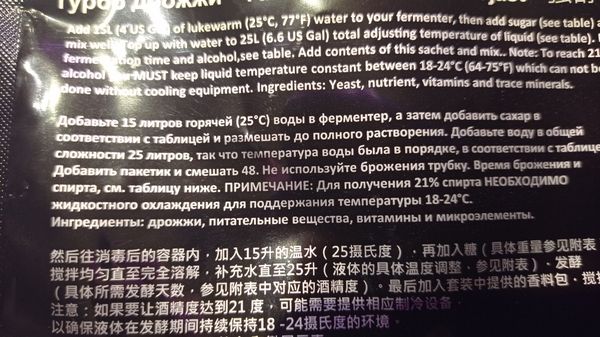 Турбо дрожжи
Add 15L (4 US Gal) of lukewarm (25°C, 77°F) water to your fermenter, then add sugar (see table) and
mix well. Top up with water to 25L (6.6 US Gal) total adjusting temperature of liquid (see table).
fermentation time and alcohol,see table. Add contents of this sachet and mix.. Note: To reach 21
alcohol you MUST keep liquid temperature constant between 18-24°C (64-75°F) which can not be
done without cooling equipment. Ingredients: Yeast, nutrient, vitamins and trace minerals.
Добавьте 15 литров горячей (25°C) воды в ферментер, а затем добавить сахар в
соответствии с таблицей и размешать до полного растворения. Добавьте воду в общей
сложности 25 литров, так что температура воды была в порядке, в соответствии с таблице
Добавить пакетик и смешать 48. Не используйте брожения трубку. Время брожения и
спирта, см. таблицу ниже. ПРИМЕЧАНИЕ: Для получения 21% спирта НЕОБХОДИМО
жидкостного охлаждения для поддержания температуры 18-24°C.
Ингредиенты: дрожжи, питательные вещества, витамины и микроэлементы.
然后往消毒后的容器内，加入15升的温水（25摄氏度），再加入糖（具体重量参见附表
搅拌均匀直至完全溶解，补充水直至25升（液体的具体温度调整，参见附表）、发酵
（具体所需发酵天数，参见附表中对应的酒精度）。最后加入套装中提供的香料包，搅
注意：如果要让酒精度达到21 度，可能需要提供相应制冷设备，
以确保液体在发酵期间持续保持18 -24摄氏度的环境。